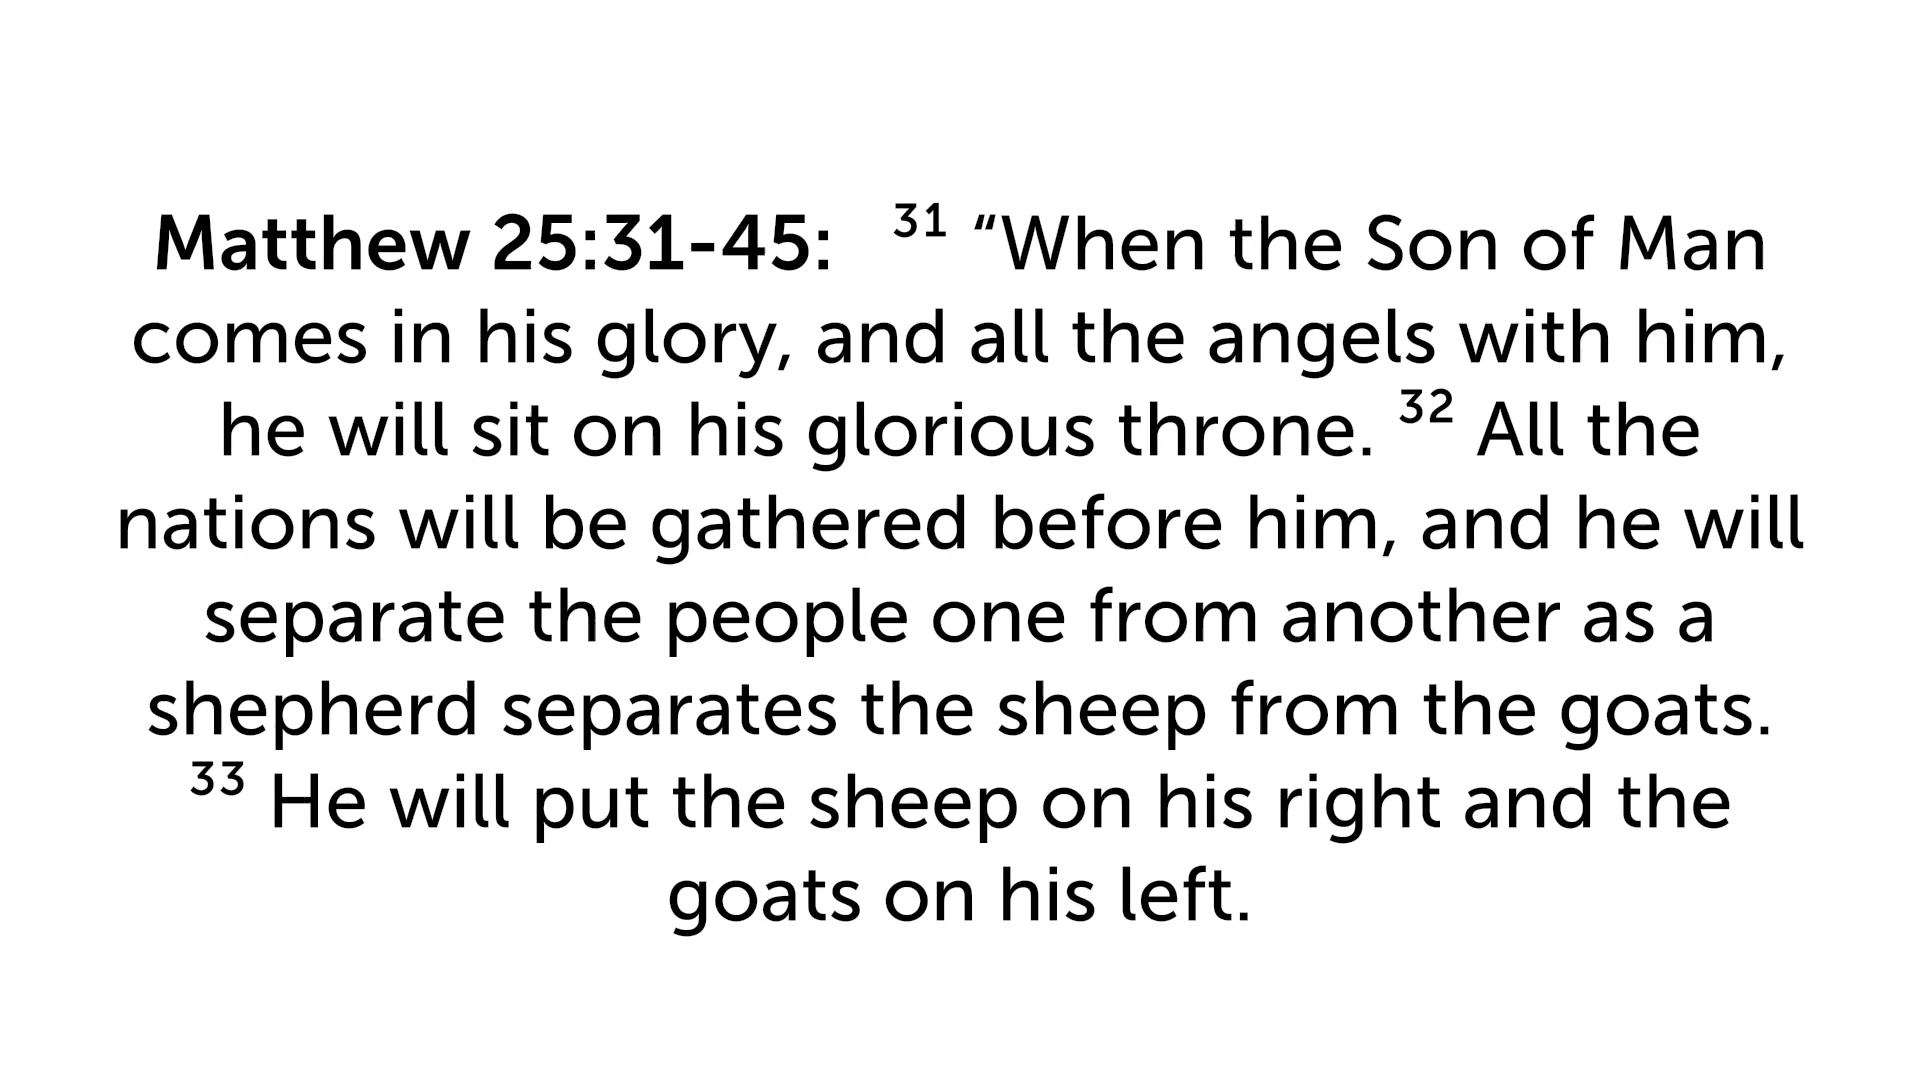 Matthew 25:31-45: 31 “When the Son of Man
comes in his glory, and all the angels with him,
he will sit on his glorious throne. 32 All the
nations will be gathered before him, and he will
separate the people one from another as a
shepherd separates the sheep from the goats.
33 He will put the sheep on his right and the
goats on his left.